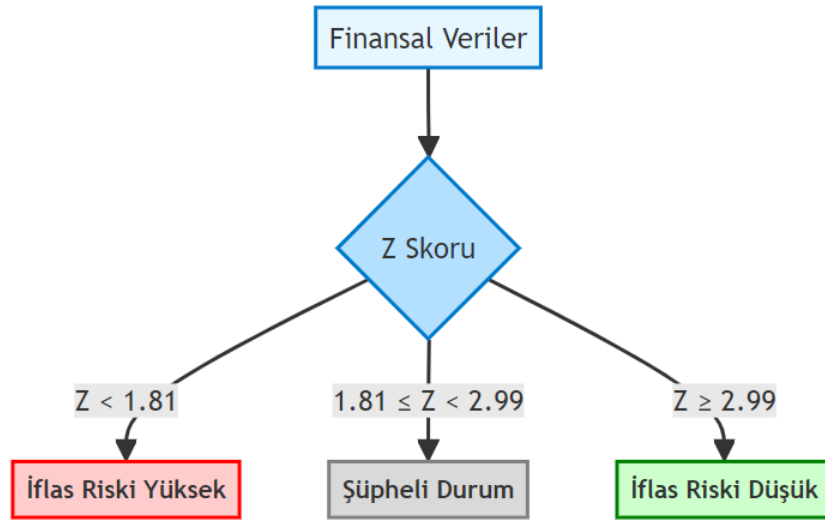 Finansal Veriler
Z Skoru
Z < 1.81
1.81 ≤ Z < 2.99
Z ≥ 2.99
İflas Riski Yüksek
Şüpheli Durum
İflas Riski Düşük